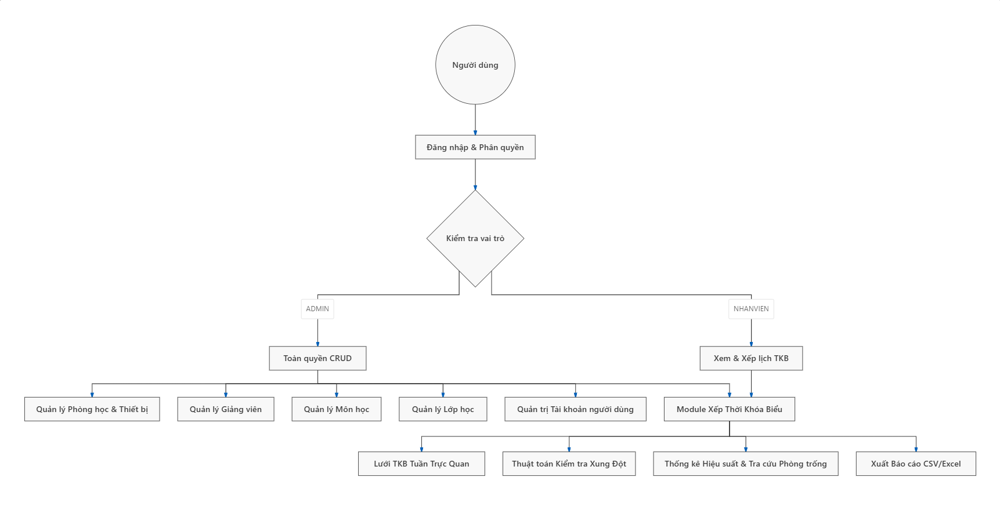 Người dùng
Đăng nhập & Phân quyền
Kiểm tra vai trò
ADMIN
NHANVIEN
Toàn quyền CRUD
Xem & Xếp lịch TKB
Quản lý Phòng học & Thiết bị
Quản lý Giảng viên
Quản lý Môn học
Quản lý Lớp học
Quản trị Tài khoản người dùng
Module Xếp Thời Khóa Biểu
Lưới TKB Tuần Trực Quan
Thuật toán Kiểm tra Xung Đột
Thống kê Hiệu suất & Tra cứu Phòng trống
Xuất Báo cáo CSV/Excel